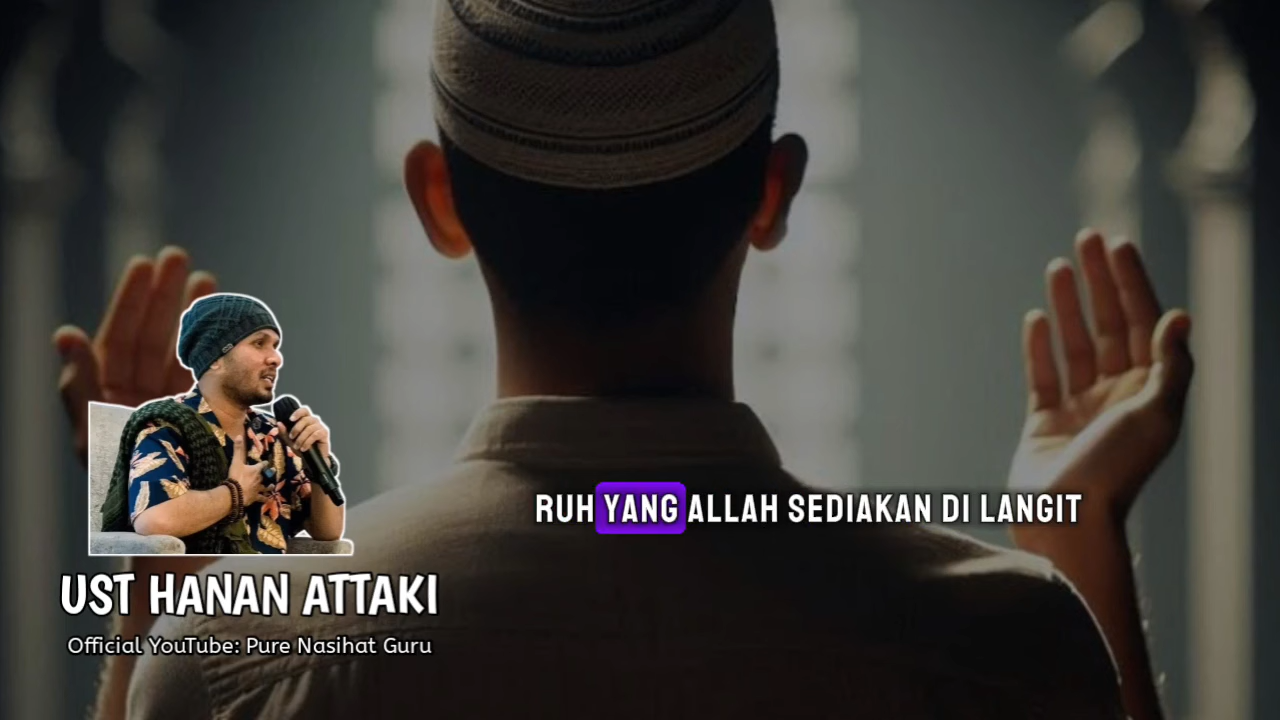 RUH YANG ALLAH SEDIAKAN DI LANGIT
UST HANAN ATTAKI
Official YouTube: Pure Nasihat Guru